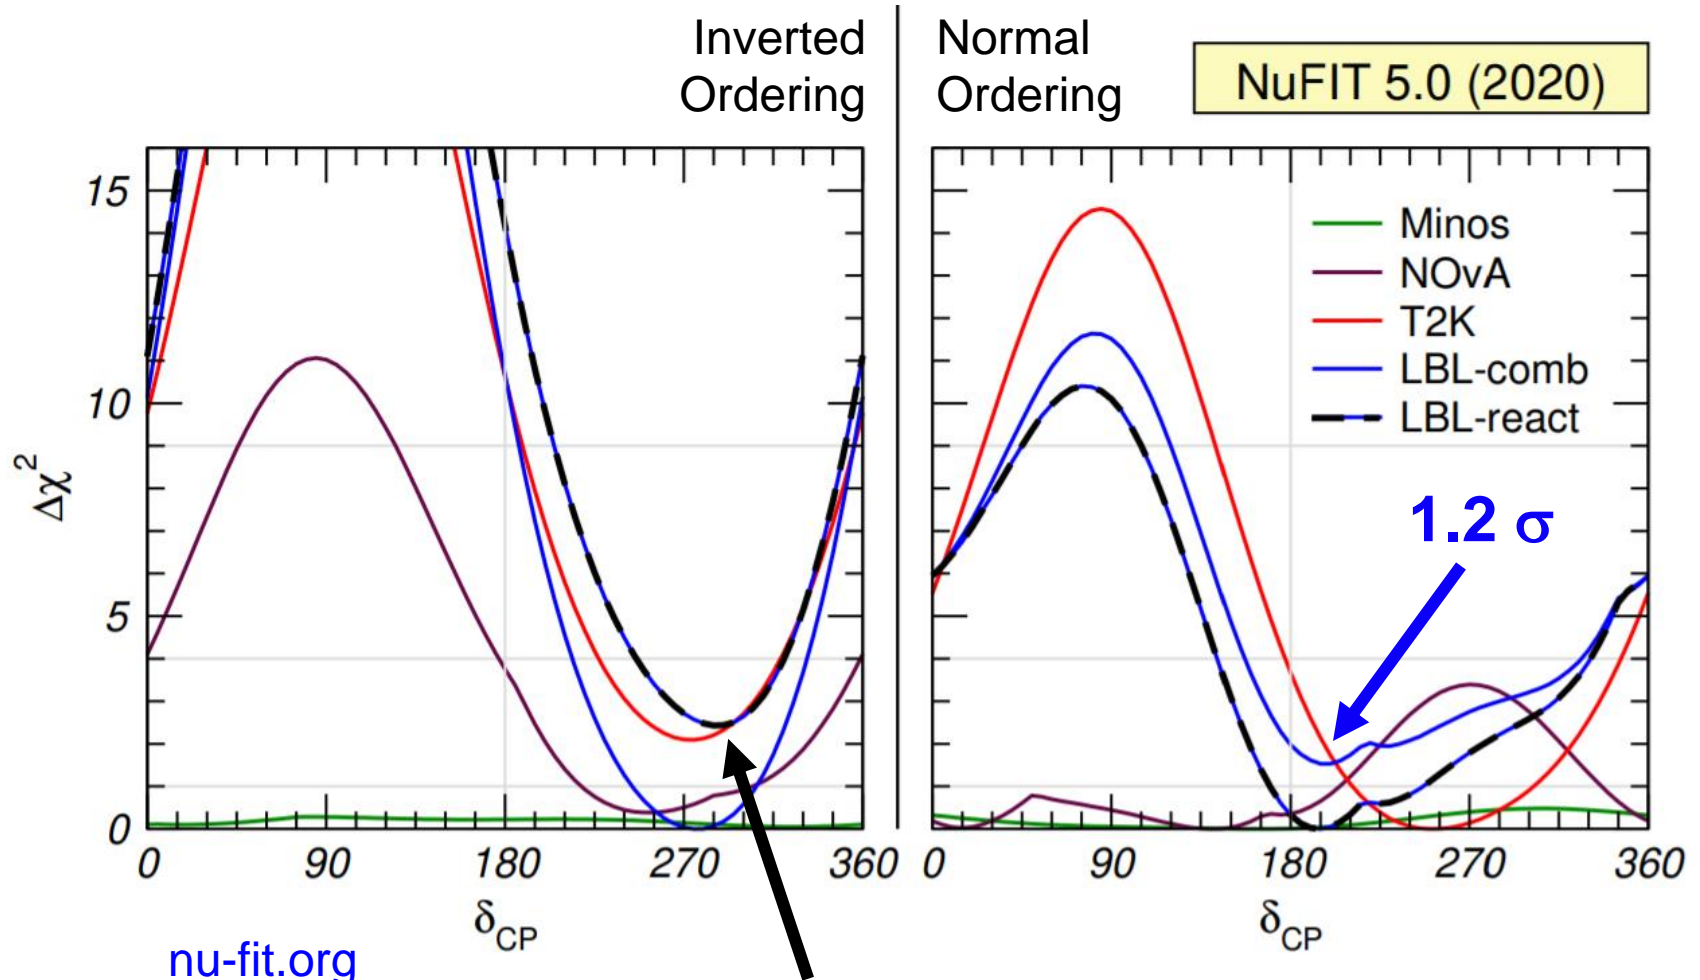 Inverted
Ordering
Normal
Ordering
NuFIT 5.0 (2020)
15
10
5
0
Δχ²
0 90 180 270 360
δCP
Minos
NOvA
T2K
LBL-comb
LBL-react
1.2 σ
0 90 180 270 360
δCP
nu-fit.org